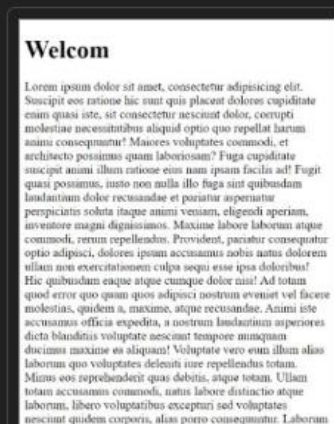 Welcom
Lorem ipsum dolor sit amet, consectetur adipisicing elit.
Suscipit eos ratione hic sunt quis placeat dolores cupiditate
enim quasi iste, sit consectetur nesciunt dolor, corrupti
molestiae necessitatibus aliquid optio quo repellat harum
animi consequuntur! Maiores voluptates commodi, et
architecto possimus quam laboriosam? Fuga cupiditate
suscipit animi illum ratione eius nam ipsam facilis ad! Fugit
quasi possimus, iusto non nulla illo fuga sint quibusdam
laudantium dolor recusandae et pariatur aspernatur
perspiciatis soluta itaque animi veniam, eligendi aperiam,
inventore magni dignissimos. Maxime labore laborum atque
commodi, rerum repellendus. Provident, pariatur consequatur
optio adipisci, dolores ipsum accusamus nobis natus dolorem
ullam non exercitationem culpa sequi esse ipsa doloribus!
Hic quibusdam eaque atque cumque dolor nisi! Ad totam
quod error quo quam quos adipisci nostrum eveniet vel facere
molestias, quidem a, maxime, atque recusandae. Animi iste
accusamus officia expedita, a nostrum laudantium asperiores
dicta blanditiis voluptate nesciunt tempore numquam
ducimus maxime ea aliquam! Voluptate vero eum illum alias
laborum quo voluptates deleniti iure repellendus totam.
Minus eos reprehenderit quas debitis, atque totam. Ullam
totam accusamus commodi, natus labore distinctio atque
laborum, libero voluptatibus excepturi sed voluptates
nesciunt quidem corporis, alias porro consequuntur. Laborum